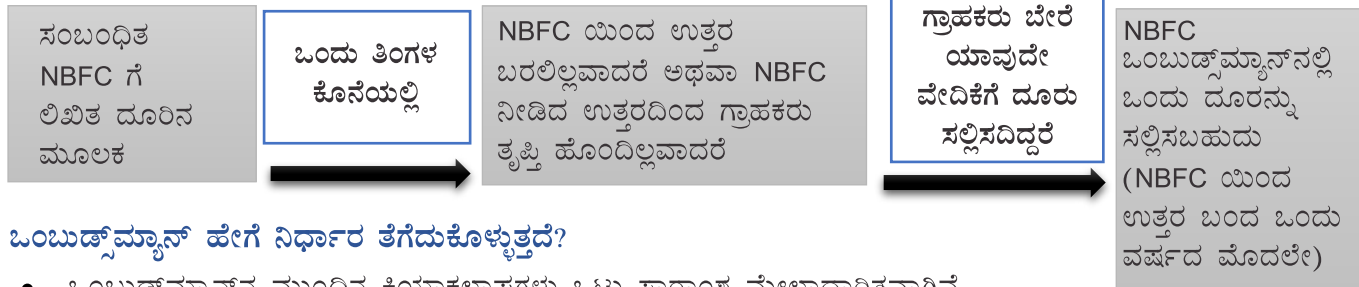 ಸಂಬಂಧಿತ
NBFC ಗೆ
ಲಿಖಿತ ದೂರಿನ
ಮೂಲಕ
ಒಂದು ತಿಂಗಳ
ಕೊನೆಯಲ್ಲಿ
NBFC ಯಿಂದ ಉತ್ತರ
ಬರಲಿಲ್ಲವಾದರೆ ಅಥವಾ NBFC
ನೀಡಿದ ಉತ್ತರದಿಂದ ಗ್ರಾಹಕರು
ತೃಪ್ತಿ ಹೊಂದಿಲ್ಲವಾದರೆ
ಗ್ರಾಹಕರು ಬೇರೆ
ಯಾವುದೇ
ವೇದಿಕೆಗೆ ದೂರು
ಸಲ್ಲಿಸದಿದ್ದರೆ
NBFC
ಒಂಬುಡ್ಸ್‌ಮ್ಯಾನ್‌ನಲ್ಲಿ
ಒಂದು ದೂರನ್ನು
ಸಲ್ಲಿಸಬಹುದು
(NBFC ಯಿಂದ
ಉತ್ತರ ಬಂದ ಒಂದು
ವರ್ಷದ ಮೊದಲೇ)
ಒಂಬುಡ್ಸ್‌ಮ್ಯಾನ್ ಹೇಗೆ ನಿರ್ಧಾರ ತೆಗೆದುಕೊಳ್ಳುತ್ತದೆ?